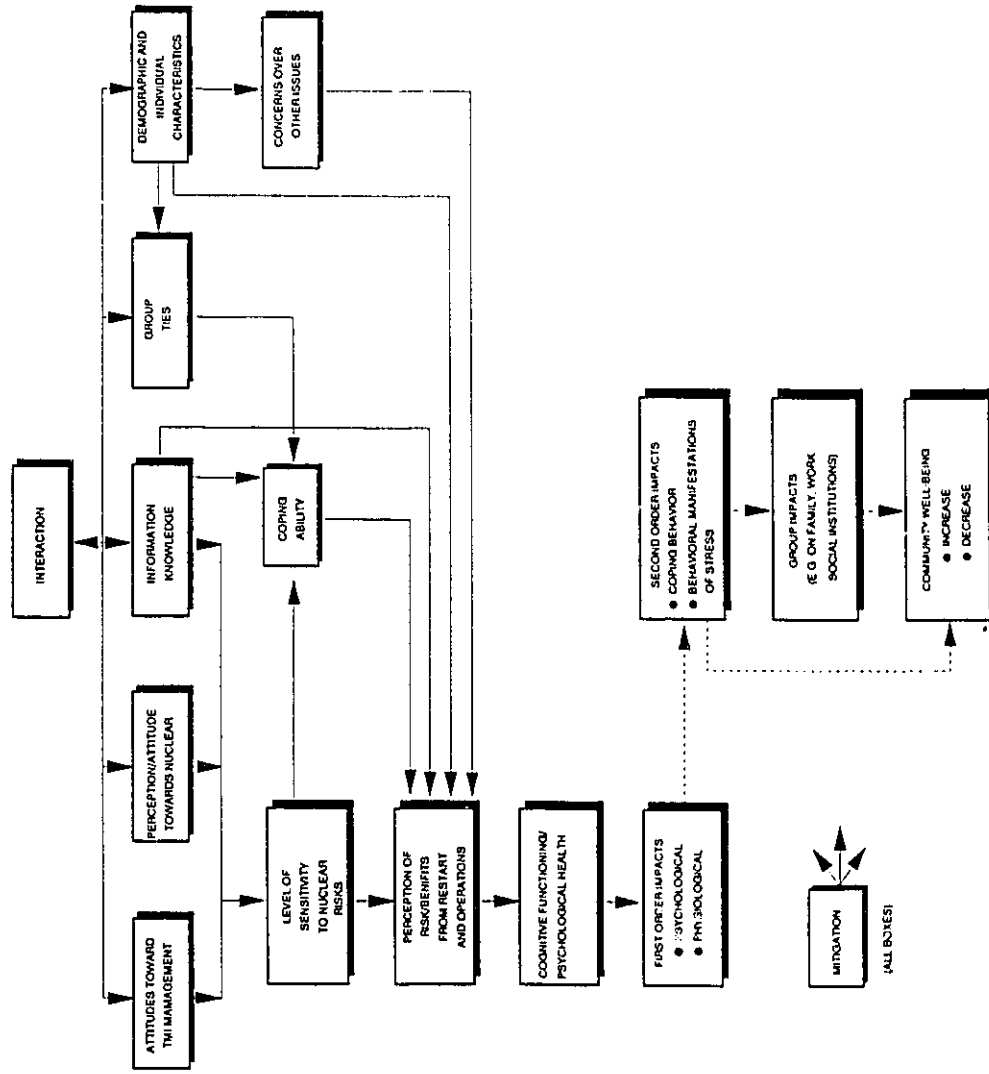 INTERACTION
ATTITUDES TOWARD
TMI MAMAGEMENT
PERCEPTION/ATTITUDE
TOWARDS NUCLEAR
INFORMATION
KNOWLEDGE
GROUP
TIES
DEMOGRAPHIC AND
INDIVIDUAL
CHARACTERISTICS
LEVEL OF
SENSITIVITY
TO NUCLEAR
RISKS
COPING
ABILITY
CONCERNS OVER
OTHER ISSUES
PERCEPTION OF
RISK/BENEFITS
FROM RESTART
AND OPERATIONS
COGNITIVE FUNCTIONING/
PSYCHOLOGICAL HEALTH
FIRST ORDER IMPACTS
● PSYCHOLOGICAL
● PHYSIOLOGICAL
SECOND ORDER IMPACTS
● COPING BEHAVIOR
● BEHAVIORAL MANIFESTATIONS
OF STRESS
GROUP IMPACTS
(E.G. ON FAMILY, WORK
SOCIAL INSTITUTIONS)
COMMUNITY WELL-BEING
● INCREASE
● DECREASE
MITIGATION
(ALL BOXES)